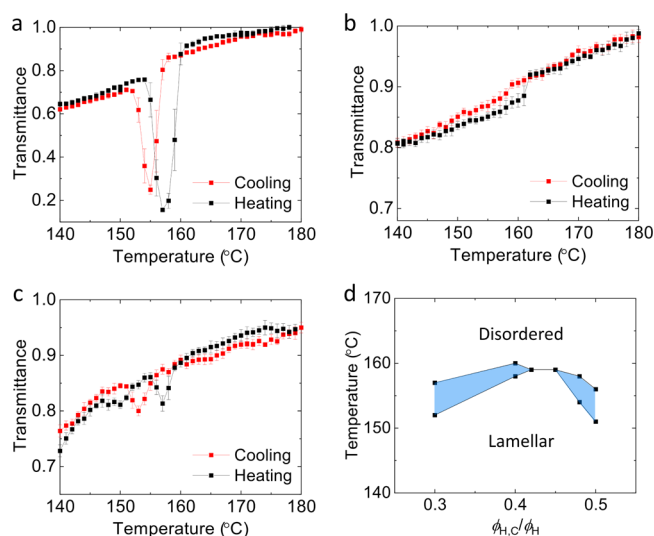 a
1.0
0.8
0.6
0.4
0.2
Transmittance
Cooling
Heating
140 150 160 170 180
Temperature (°C)
b
1.0
0.9
0.8
0.7
Transmittance
Cooling
Heating
140 150 160 170 180
Temperature (°C)
c
1.0
0.9
0.8
0.7
Transmittance
Cooling
Heating
140 150 160 170 180
Temperature (°C)
d
170
160
150
140
Temperature (°C)
Disordered
Lamellar
0.3 0.4 0.5
ϕH,C/ϕH